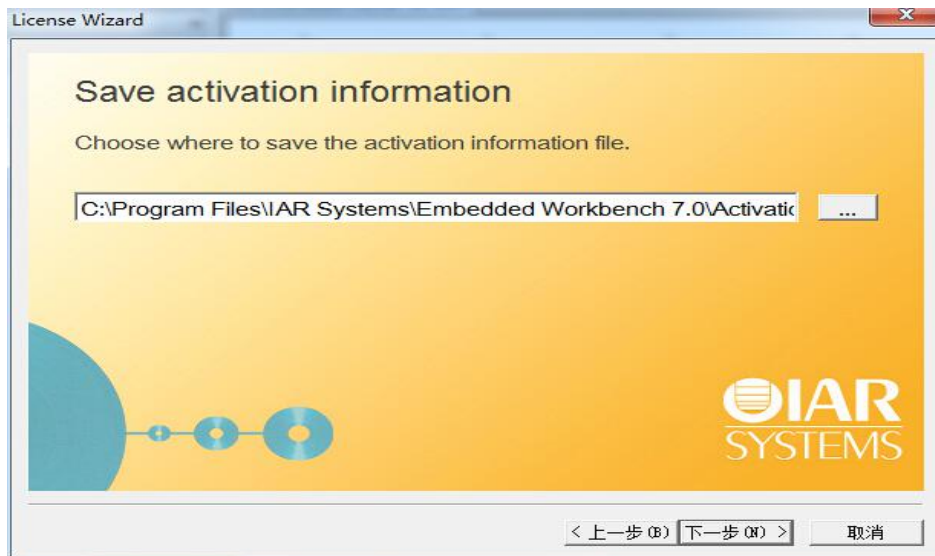 License Wizard
Save activation information
Choose where to save the activation information file.
C:\Program Files\IAR Systems\Embedded Workbench 7.0\Activatic ...
IAR
SYSTEMS
< 上一步(B) 下一步(N) > 取消